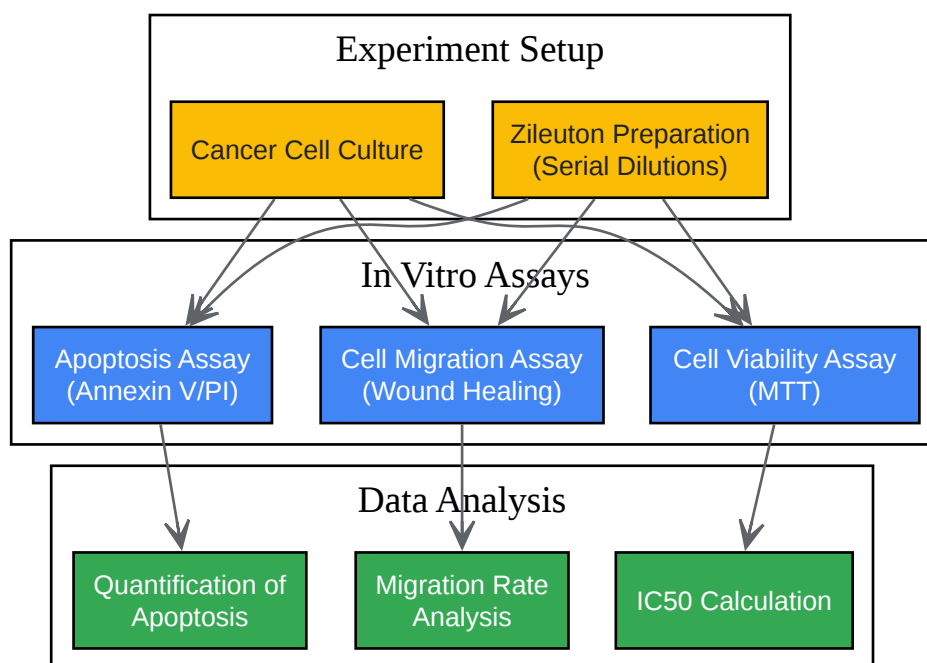 Experiment Setup
Cancer Cell Culture
Zileuton Preparation
(Serial Dilutions)
In Vitro Assays
Apoptosis Assay
(Annexin V/PI)
Cell Migration Assay
(Wound Healing)
Cell Viability Assay
(MTT)
Data Analysis
Quantification of
Apoptosis
Migration Rate
Analysis
IC50 Calculation